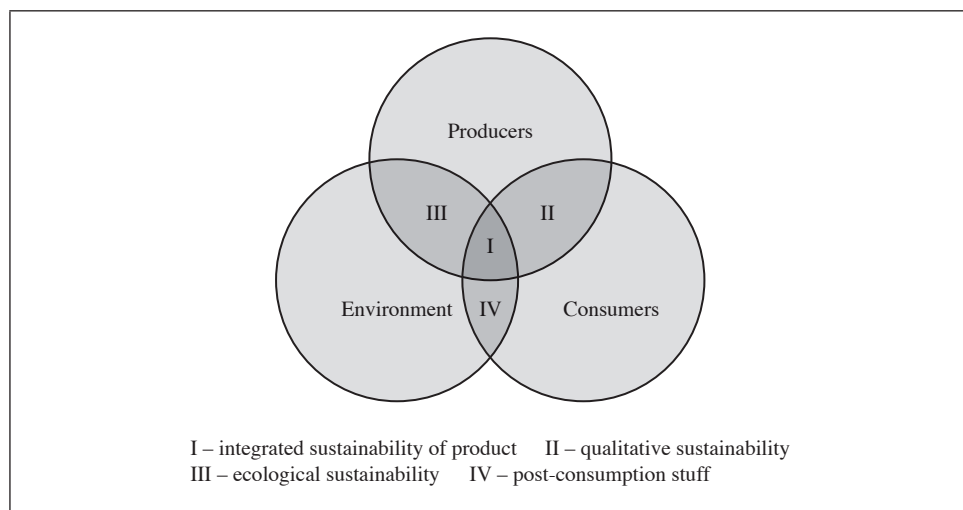 Producers
III
II
I
Environment
IV
Consumers
I – integrated sustainability of product II – qualitative sustainability
III – ecological sustainability IV – post-consumption stuff